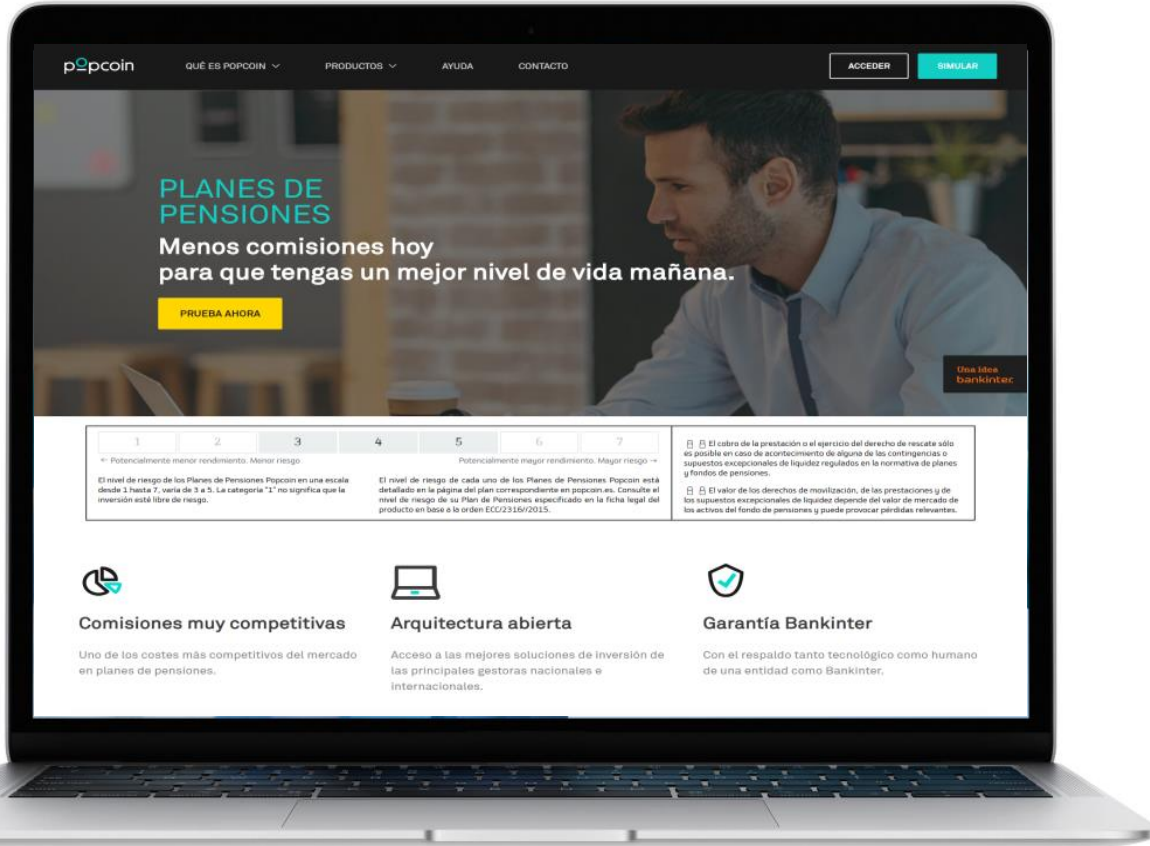 popcoin
QUÉ ES POPCOIN
PRODUCTOS
AYUDA
CONTACTO
ACCEDER
SIMULAR
PLANES DE
PENSIONES
Menos comisiones hoy
para que tengas un mejor nivel de vida mañana.
PRUEBA AHORA
Una idea
bankinter.
1 2 3 4 5 6 7
← Potencialmente menor rendimiento. Menor riesgo
Potencialmente mayor rendimiento. Mayor riesgo →
El nivel de riesgo de los Planes de Pensiones Popcoin en una escala
desde 1 hasta 7, varía de 3 a 5. La categoría "1" no significa que la
inversión esté libre de riesgo.
El nivel de riesgo de cada uno de los Planes de Pensiones Popcoin está
detallado en la página del plan correspondiente en popcoin.es. Consulte el
nivel de riesgo de su Plan de Pensiones especificado en la ficha legal del
producto en base a la orden ECC/2316//2015.
El cobro de la prestación o el ejercicio del derecho de rescate sólo
es posible en caso de acontecimiento de alguna de las contingencias o
supuestos excepcionales de liquidez regulados en la normativa de planes
y fondos de pensiones.
El valor de los derechos de movilización, de las prestaciones y de
los supuestos excepcionales de liquidez depende del valor de mercado de
los activos del fondo de pensiones y puede provocar pérdidas relevantes.
Comisiones muy competitivas
Uno de los costes más competitivos del mercado
en planes de pensiones.
Arquitectura abierta
Acceso a las mejores soluciones de inversión de
las principales gestoras nacionales e
internacionales.
Garantía Bankinter
Con el respaldo tanto tecnológico como humano
de una entidad como Bankinter.